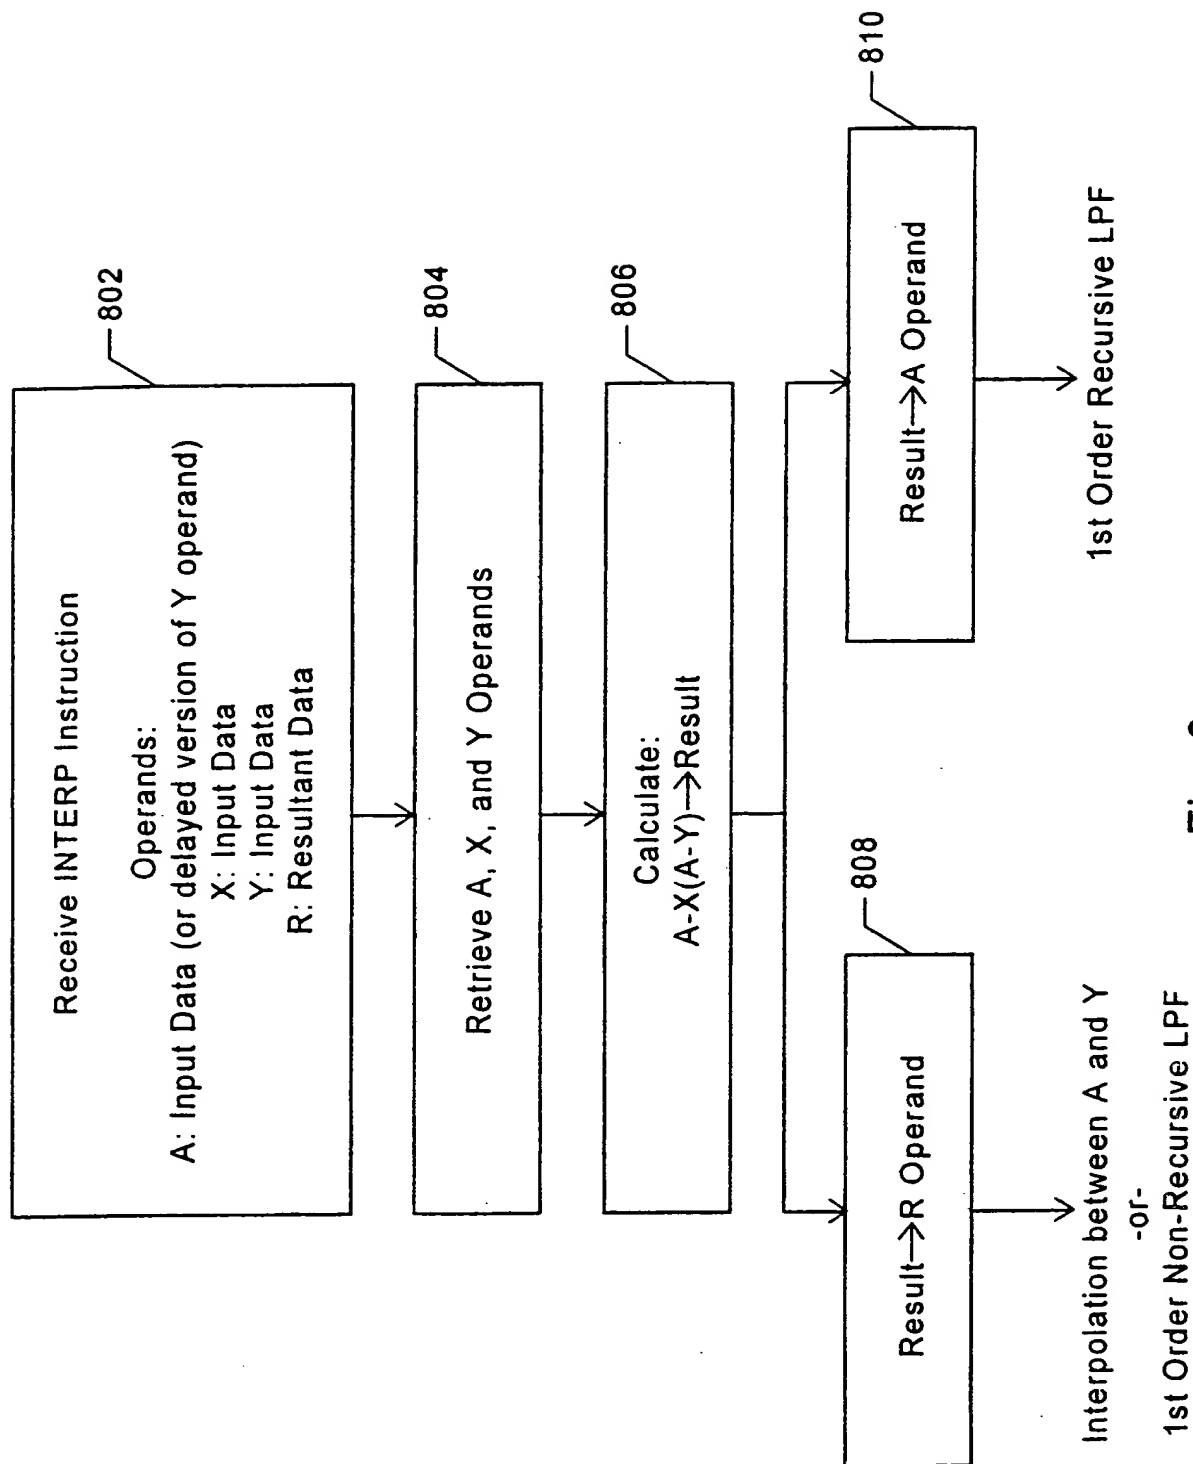 Receive INTERP Instruction
802
Operands:
A: Input Data (or delayed version of Y operand)
X: Input Data
Y: Input Data
R: Resultant Data
804
Retrieve A, X, and Y Operands
806
Calculate:
A-X(A-Y)→Result
808
Result→R Operand
810
Result→A Operand
Interpolation between A and Y
-or-
1st Order Non-Recursive LPF
1st Order Recursive LPF